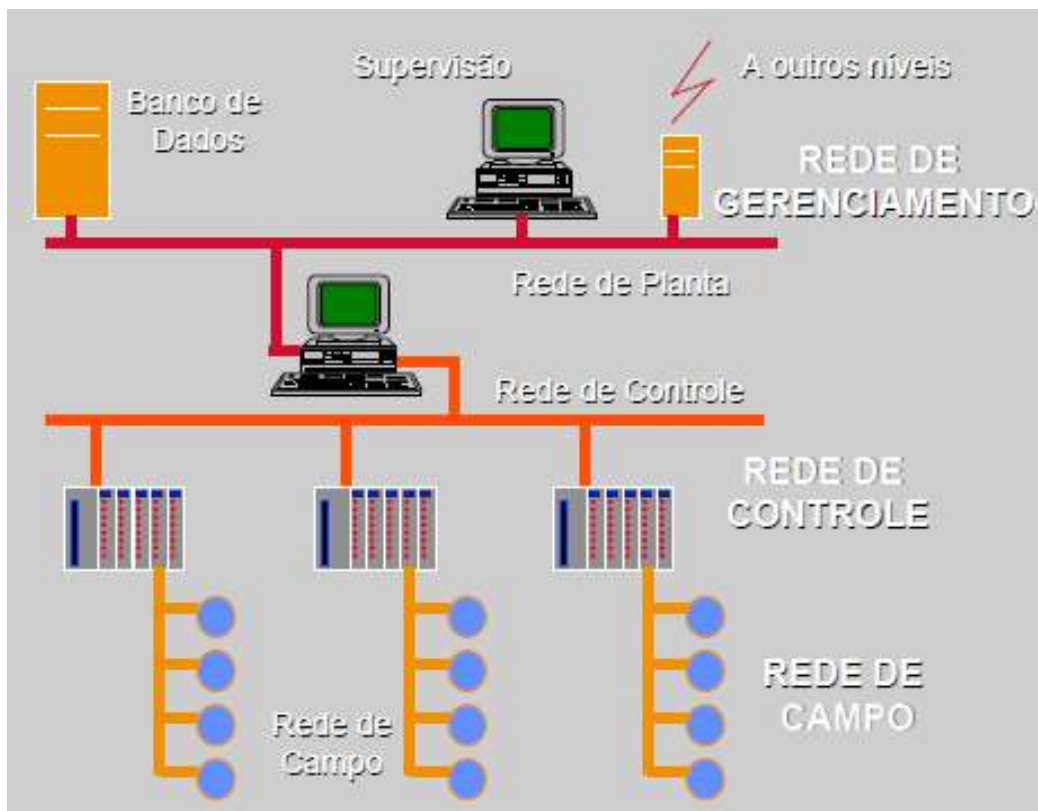 Supervisão
A outros níveis
Banco de
Dados
REDE DE
GERENCIAMENTO
Rede de Planta
Rede de Controle
REDE DE
CONTROLE
REDE DE
CAMPO
Rede de
Campo